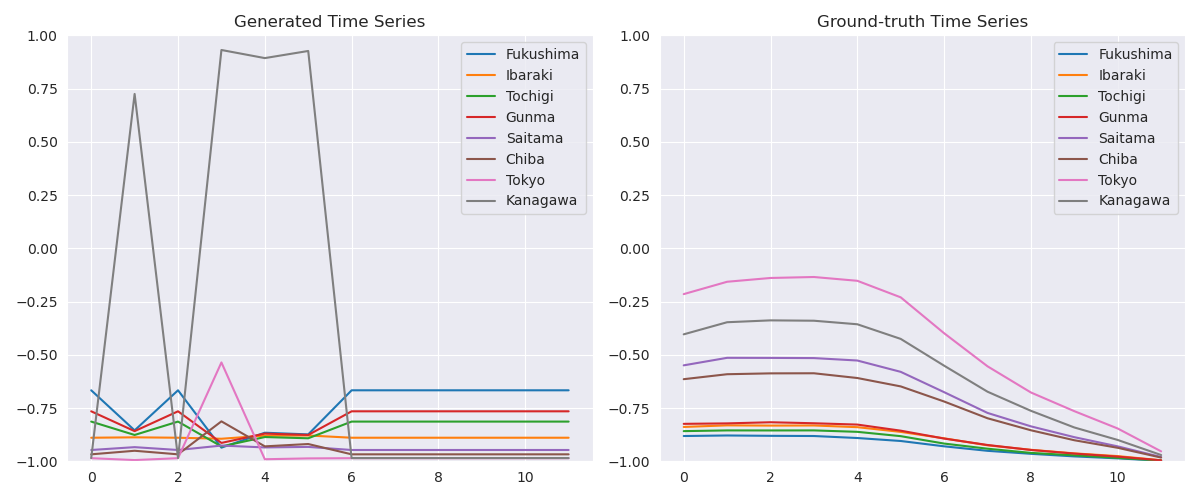 Generated Time Series
1.00
0.75
0.50
0.25
0.00
−0.25
−0.50
−0.75
−1.00
0 2 4 6 8 10
Fukushima
Ibaraki
Tochigi
Gunma
Saitama
Chiba
Tokyo
Kanagawa
Ground-truth Time Series
1.00
0.75
0.50
0.25
0.00
−0.25
−0.50
−0.75
−1.00
0 2 4 6 8 10
Fukushima
Ibaraki
Tochigi
Gunma
Saitama
Chiba
Tokyo
Kanagawa